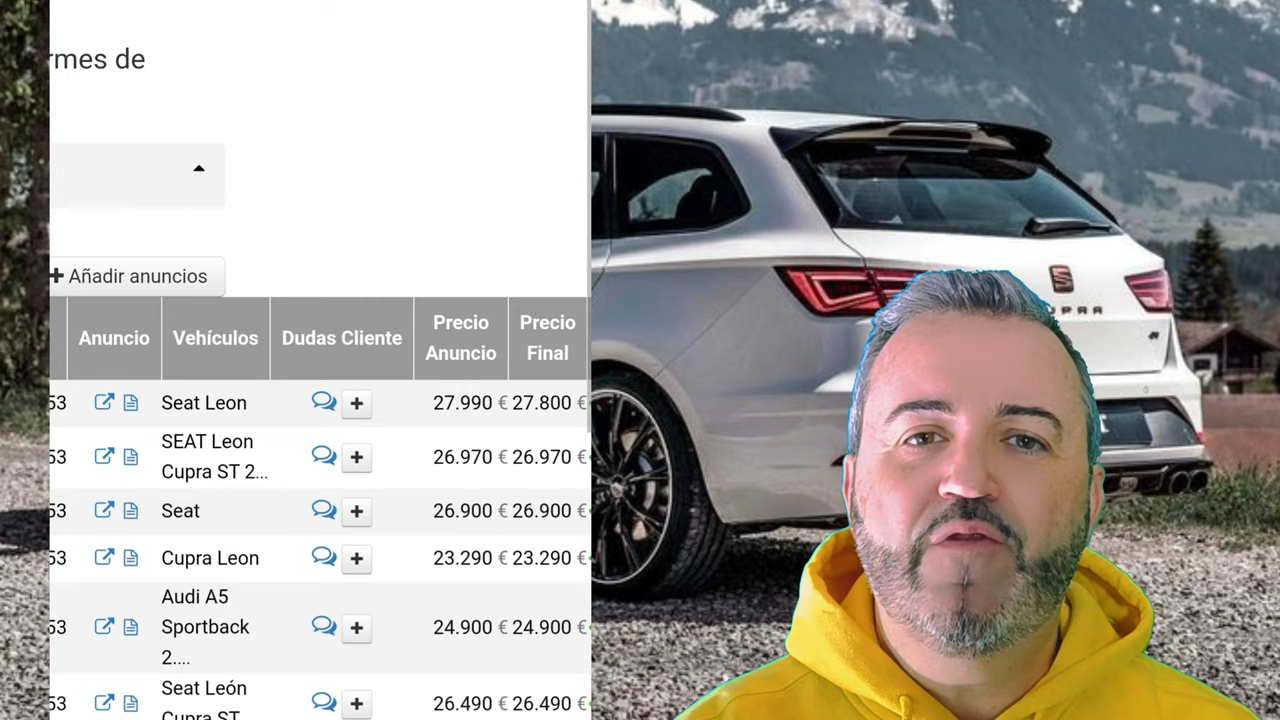 rmes de
Añadir anuncios
Anuncio Vehículos Dudas Cliente Precio Anuncio Precio Final
53 Seat Leon 27.990 € 27.800 €
53 SEAT Leon Cupra ST 2... 26.970 € 26.970 €
53 Seat 26.900 € 26.900 €
53 Cupra Leon 23.290 € 23.290 €
53 Audi A5 Sportback 2.... 24.900 € 24.900 €
53 Seat León Cupra ST 26.490 € 26.490 €
UPRA